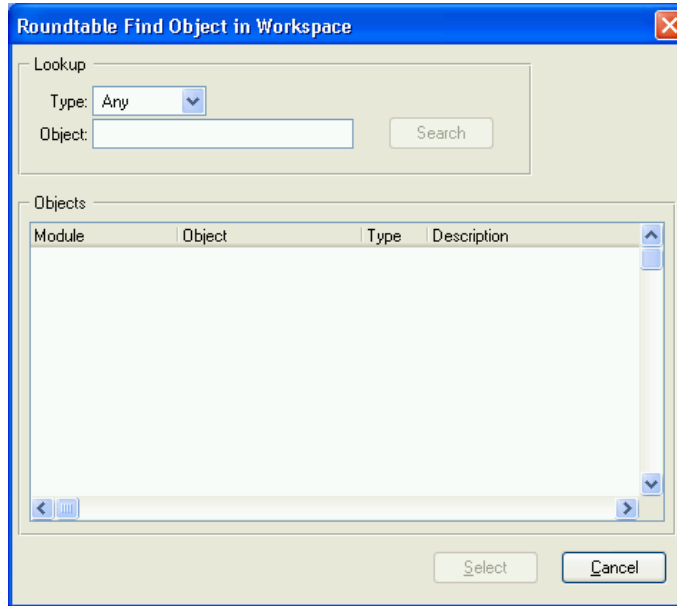 Roundtable Find Object in Workspace
Lookup
Type: Any
Object:
Search
Objects
Module Object Type Description
Select Cancel